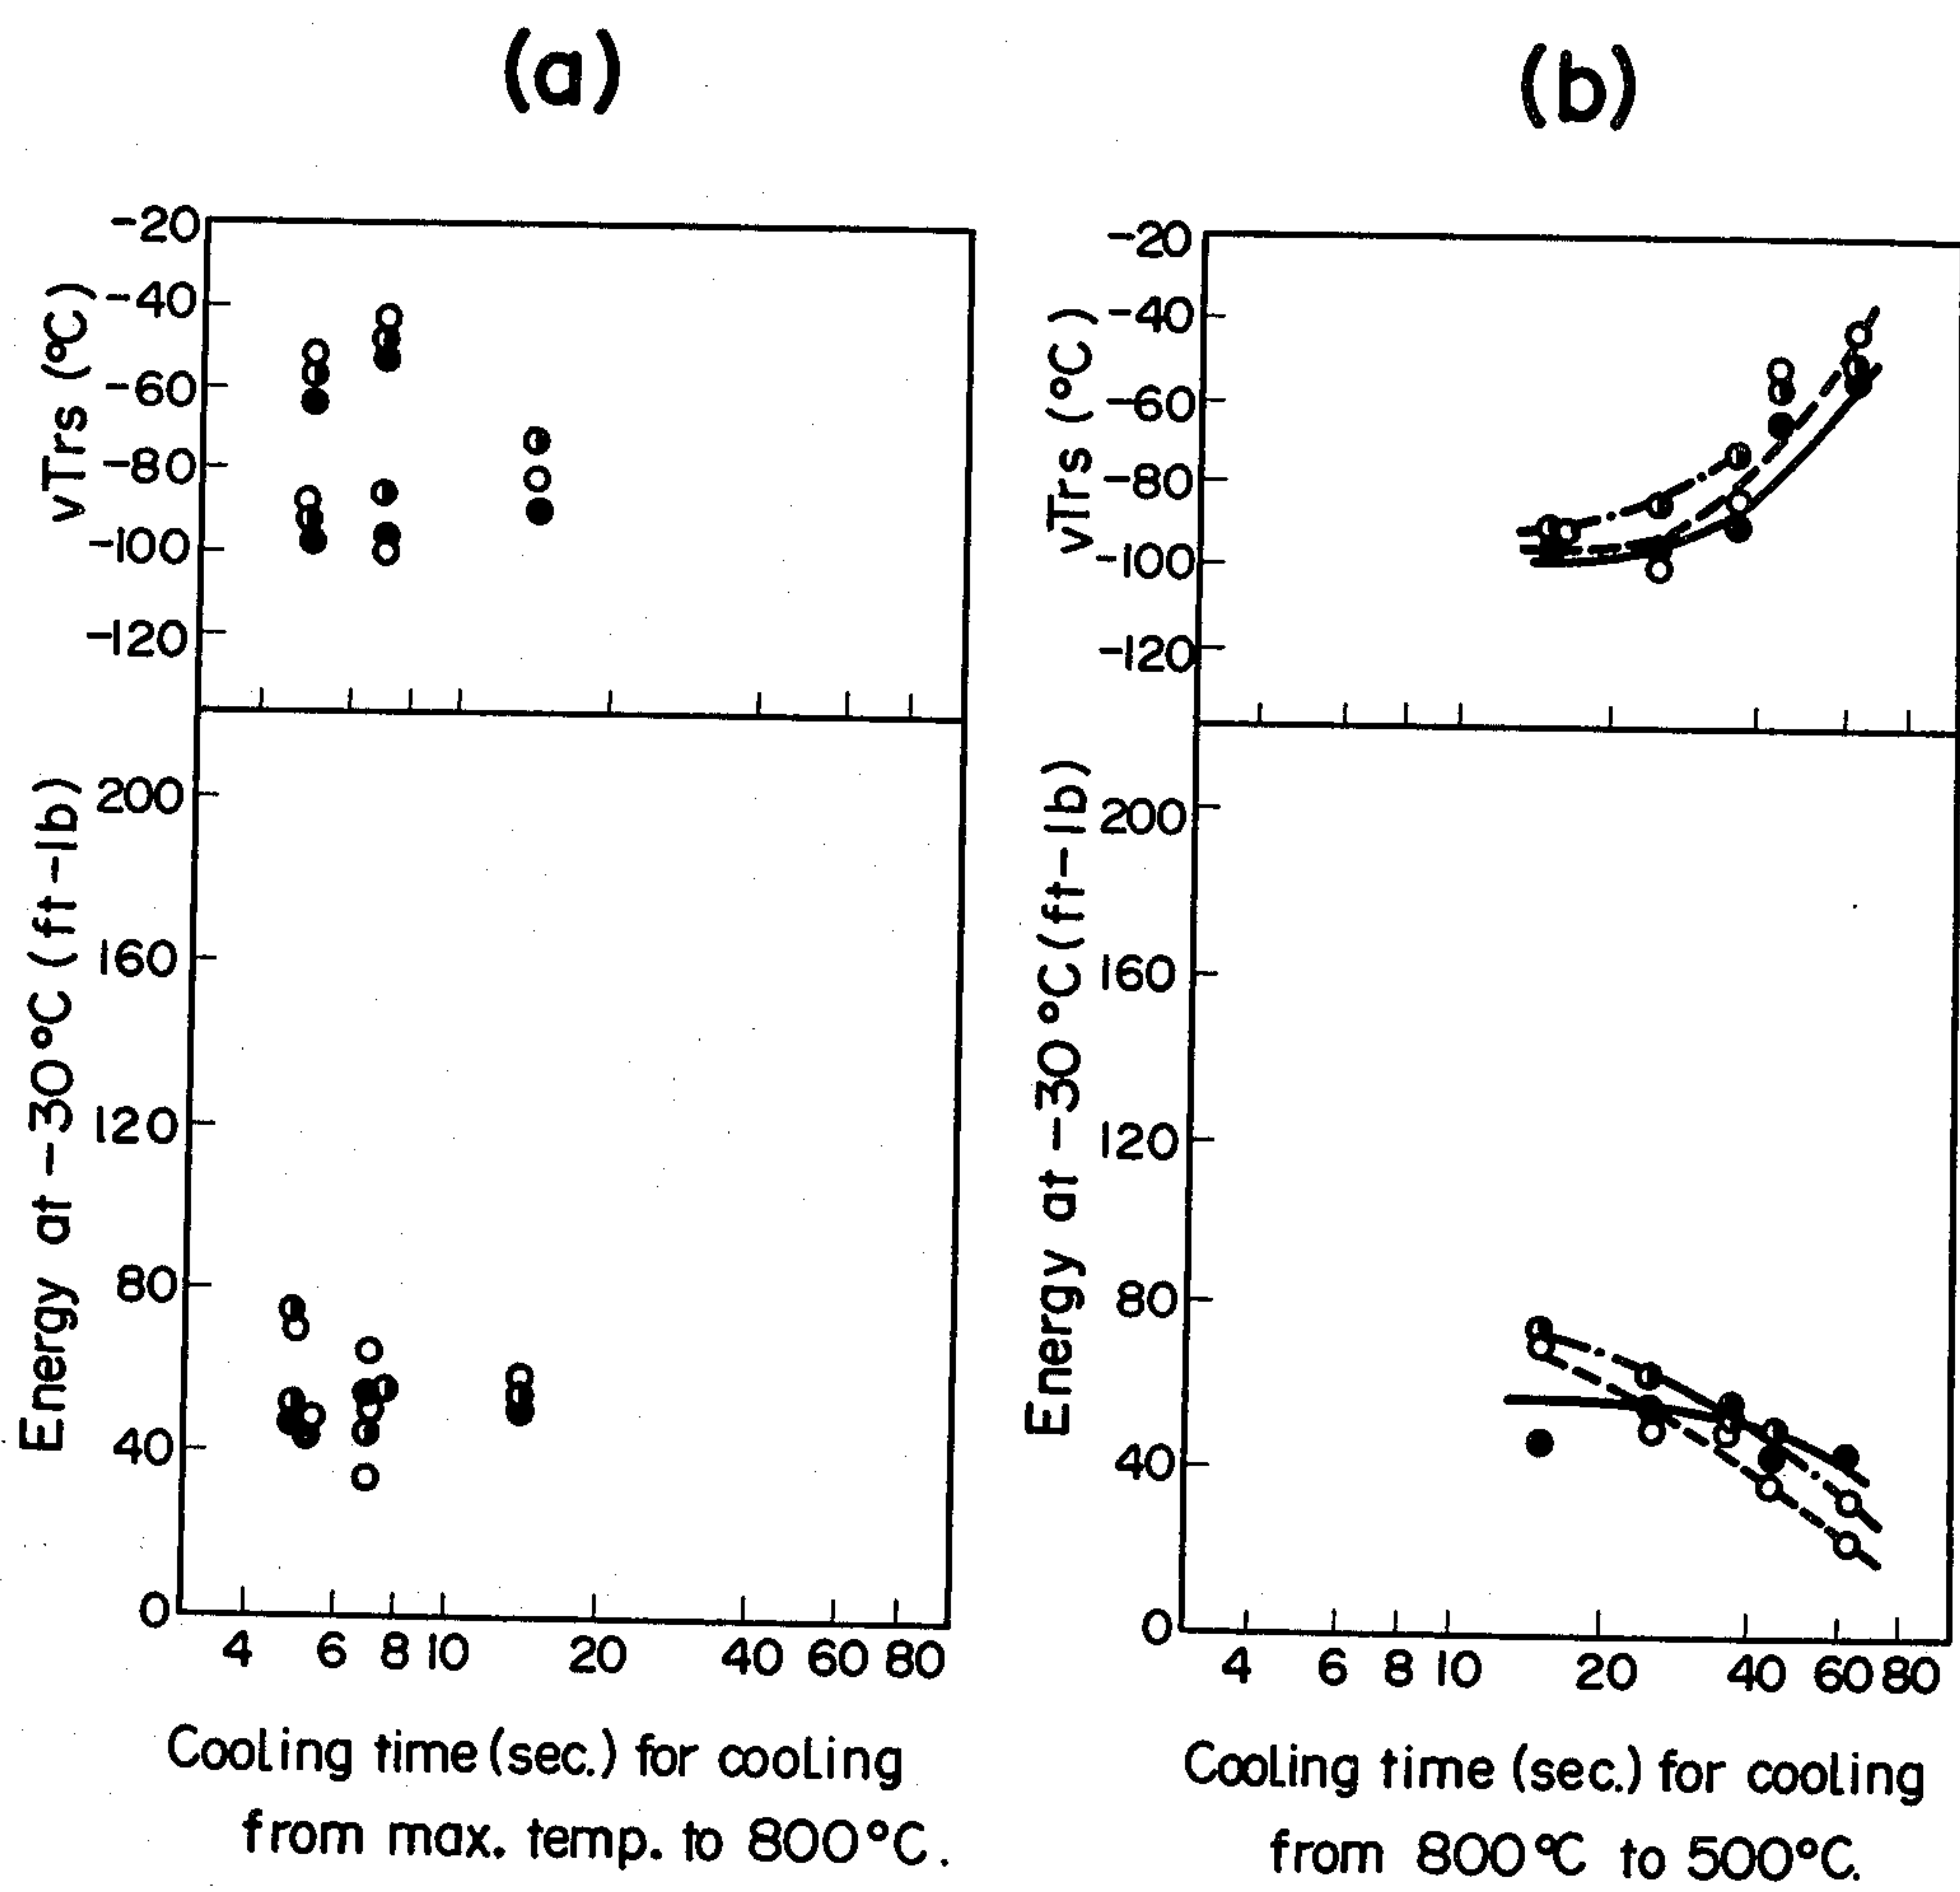 (a)
-20
-40
-60
-80
-100
-120
vTrs (°C)
200
160
120
80
40
0
Energy at -30°C (ft-lb)
4 6 8 10 20 40 60 80
Cooling time (sec.) for cooling
from max. temp. to 800°C.
(b)
-20
-40
-60
-80
-100
-120
vTrs (°C)
200
160
120
80
40
0
Energy at -30°C (ft-lb)
4 6 8 10 20 40 60 80
Cooling time (sec.) for cooling
from 800°C to 500°C.